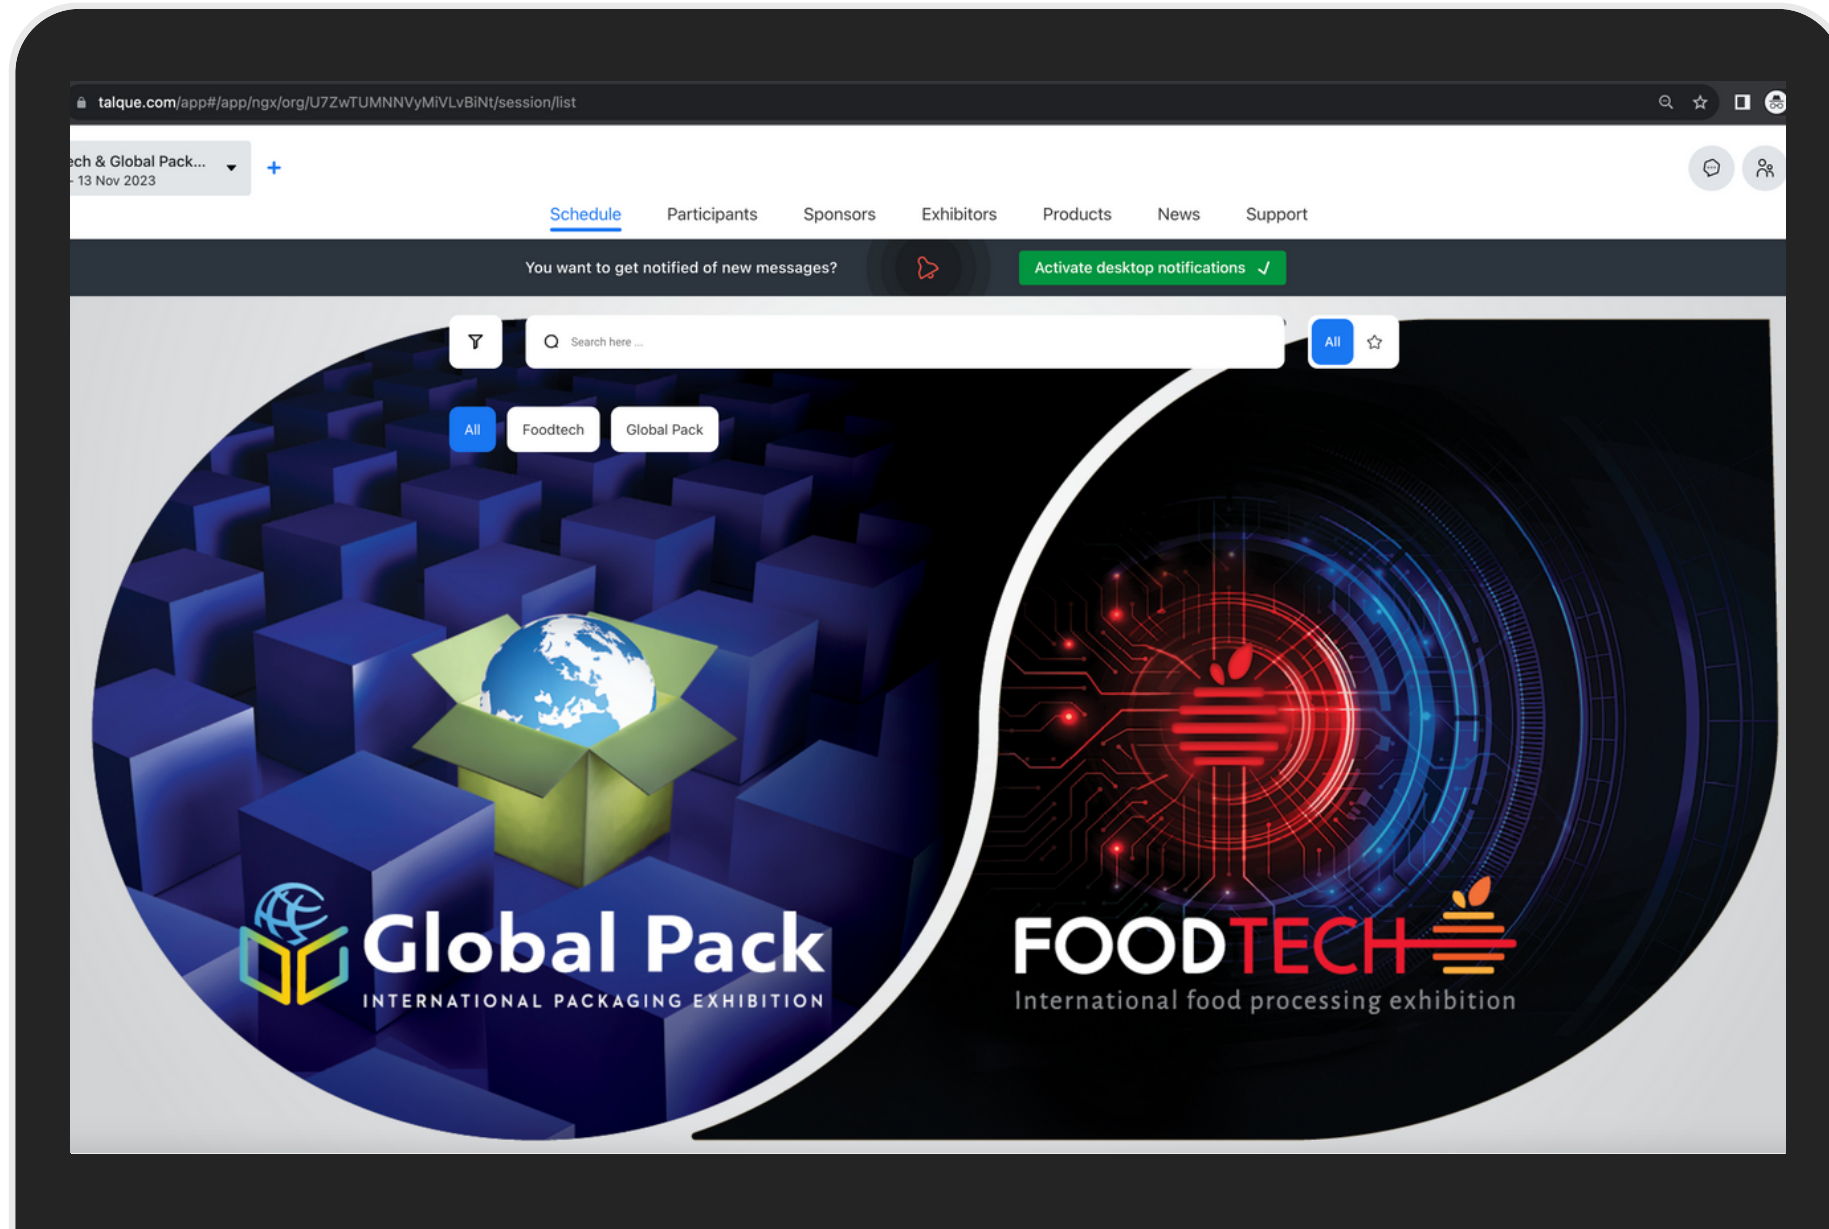 talque.com/app#/app/ngx/org/U7ZwTUMNNVyMiVLvBiNt/session/list
ech & Global Pack...
- 13 Nov 2023
Schedule Participants Sponsors Exhibitors Products News Support
You want to get notified of new messages? Activate desktop notifications
Search here ...
All
All Foodtech Global Pack
Global Pack
INTERNATIONAL PACKAGING EXHIBITION
FOODTECH
International food processing exhibition